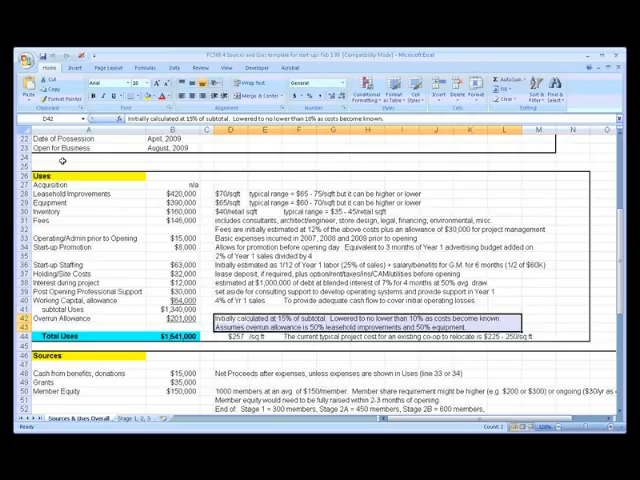 FC300 4 Sources and Uses template for start-up: Feb 1 08 [Compatibility Mode] - Microsoft Excel
Home Insert Page Layout Formulas Data Review View Developer Acrobat
Cut
Copy
Format Painter
Paste
Clipboard
Arial
Font
Wrap Text
Merge & Center
Alignment
General
Number
Conditional Formatting
Format as Table
Cell Styles
Styles
Insert Delete Format
Cells
AutoSum
Fill
Clear
Sort & Filter
Find & Select
Editing
D42 Initially calculated at 15% of subtotal. Lowered to no lower than 10% as costs become known.
A B C D E F G H I J K L M N O
22 Date of Possession April, 2009
23 Open for Business August, 2009
24
25
26 Uses:
27 Acquisition n/a
28 Leasehold Improvements $420,000 $70/sqft typical range = $65 - 75/sqft but it can be higher or lower
29 Equipment $390,000 $65/sqft typical range = $60 - 70/sqft but it can be higher or lower
30 Inventory $160,000 $40/retail sqft typical range = $35 - 45/retail sqft
31 Fees $146,000 includes consultants, architect/engineer, store design, legal, financing, environmental, misc.
32 Fees are initially estimated at 12% of the above costs plus an allowance of $30,000 for project management
33 Operating/Admin prior to Opening $15,000 Basic expenses incurred in 2007, 2008 and 2009 prior to opening
34 Start-up Promotion $8,000 Allows for promotion before opening day. Equivalent to 3 months of Year 1 advertising budget added on
35 2% of Year 1 sales divided by 4
36 Start-up Staffing $63,000 Initially estimated as 1/12 of Year 1 labor (25% of sales) + salary/benefits for G.M. for 6 months (1/2 of $60K)
37 Holding/Site Costs $32,000 lease deposit, if required, plus option/rent/taxes/ins/CAM/utilities before opening
38 Interest during project $12,000 estimated at $1,000,000 of debt at blended interest of 7% for 4 months at 50% avg. draw
39 Post Opening Professional Support $30,000 set aside for consulting support to develop operating systems and provide support in Year 1
40 Working Capital, allowance $64,000 4% of Yr 1 sales To provide adequate cash flow to cover initial operating losses.
41 subtotal Uses $1,340,000
42 Overrun Allowance $201,000 Initially calculated at 15% of subtotal. Lowered to no lower than 10% as costs become known.
43 Assumes overrun allowance is 50% leasehold improvements and 50% equipment.
44 Total Uses $1,541,000 $257 /sq ft The current typical project cost for an existing co-op to relocate is $225 - 250/sq ft
45
46 Sources:
47
48 Cash from benefits, donations $15,000 Net Proceeds after expenses, unless expenses are shown in Uses (line 33 or 34)
49 Grants $35,000
50 Member Equity $150,000 1000 members at an avg. of $150/member. Member share requirement might be higher (e.g. $200 or $300) or ongoing ($30/yr as
51 Member equity would need to be fully raised within 2-3 months of opening.
52 End of: Stage 1 = 300 members, Stage 2A = 450 members, Stage 2B = 600 members,
Sources & Uses Overall Stage 1, 2, 3
Ready Count: 1 120%